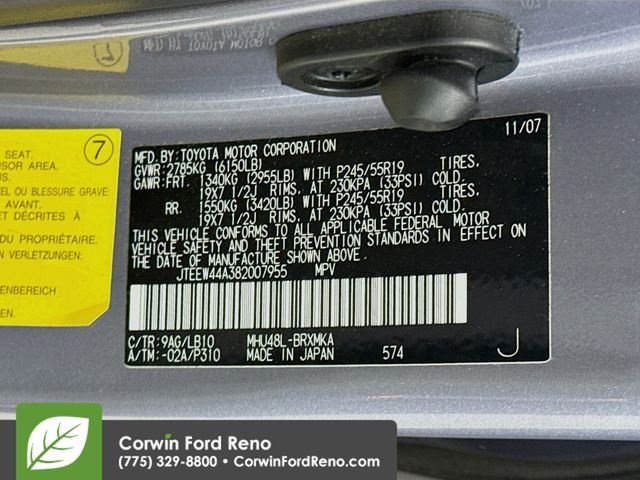 11/07
MFD.BY:TOYOTA MOTOR CORPORATION
GVWR:2785KG (6150LB)
GAWR:FRT. 1340KG (2955LB) WITH P245/55R19 TIRES,
19X7 1/2J RIMS, AT 230KPA (33PSI) COLD.
RR. 1550KG (3420LB) WITH P245/55R19 TIRES,
19X7 1/2J RIMS, AT 230KPA (33PSI) COLD.
THIS VEHICLE CONFORMS TO ALL APPLICABLE FEDERAL MOTOR
VEHICLE SAFETY AND THEFT PREVENTION STANDARDS IN EFFECT ON
THE DATE OF MANUFACTURE SHOWN ABOVE.
JTEEW44A382007955 MPV
C/TR:9AG/LB10 MHU48L-BRXMKA
A/TM:-02A/P310 MADE IN JAPAN 574 J
7
SEAT.
SOR AREA.
OU BLESSURE GRAVE:
ET DÉCRITES À
DU PROPRIÉTAIRE.
EN VERLETZUNGEN:
ENBEREICH
Corwin Ford Reno
(775) 329-8800 • CorwinFordReno.com